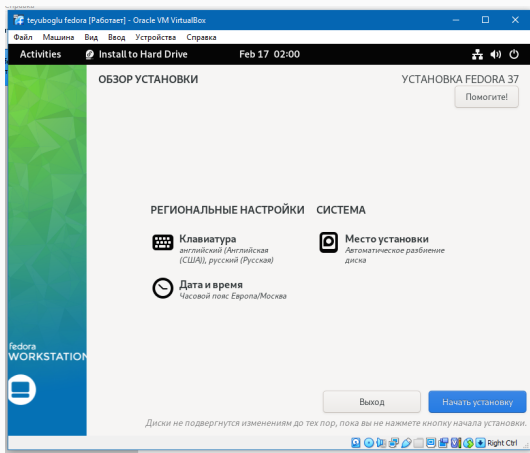 teyuboglu fedora [Работает] - Oracle VM VirtualBox
Файл Машина Вид Ввод Устройства Справка
Activities Install to Hard Drive Feb 17 02:00
ОБЗОР УСТАНОВКИ
УСТАНОВКА FEDORA 37
Помогите!
РЕГИОНАЛЬНЫЕ НАСТРОЙКИ
Клавиатура
английский (Английская
(США)), русский (Русская)
Дата и время
Часовой пояс Европа/Москва
СИСТЕМА
Место установки
Автоматическое разбиение
диска
fedora
WORKSTATION
Выход
Начать установку
Диски не подвергнутся изменениям до тех пор, пока вы не нажмете кнопку начала установки.
Right Ctrl